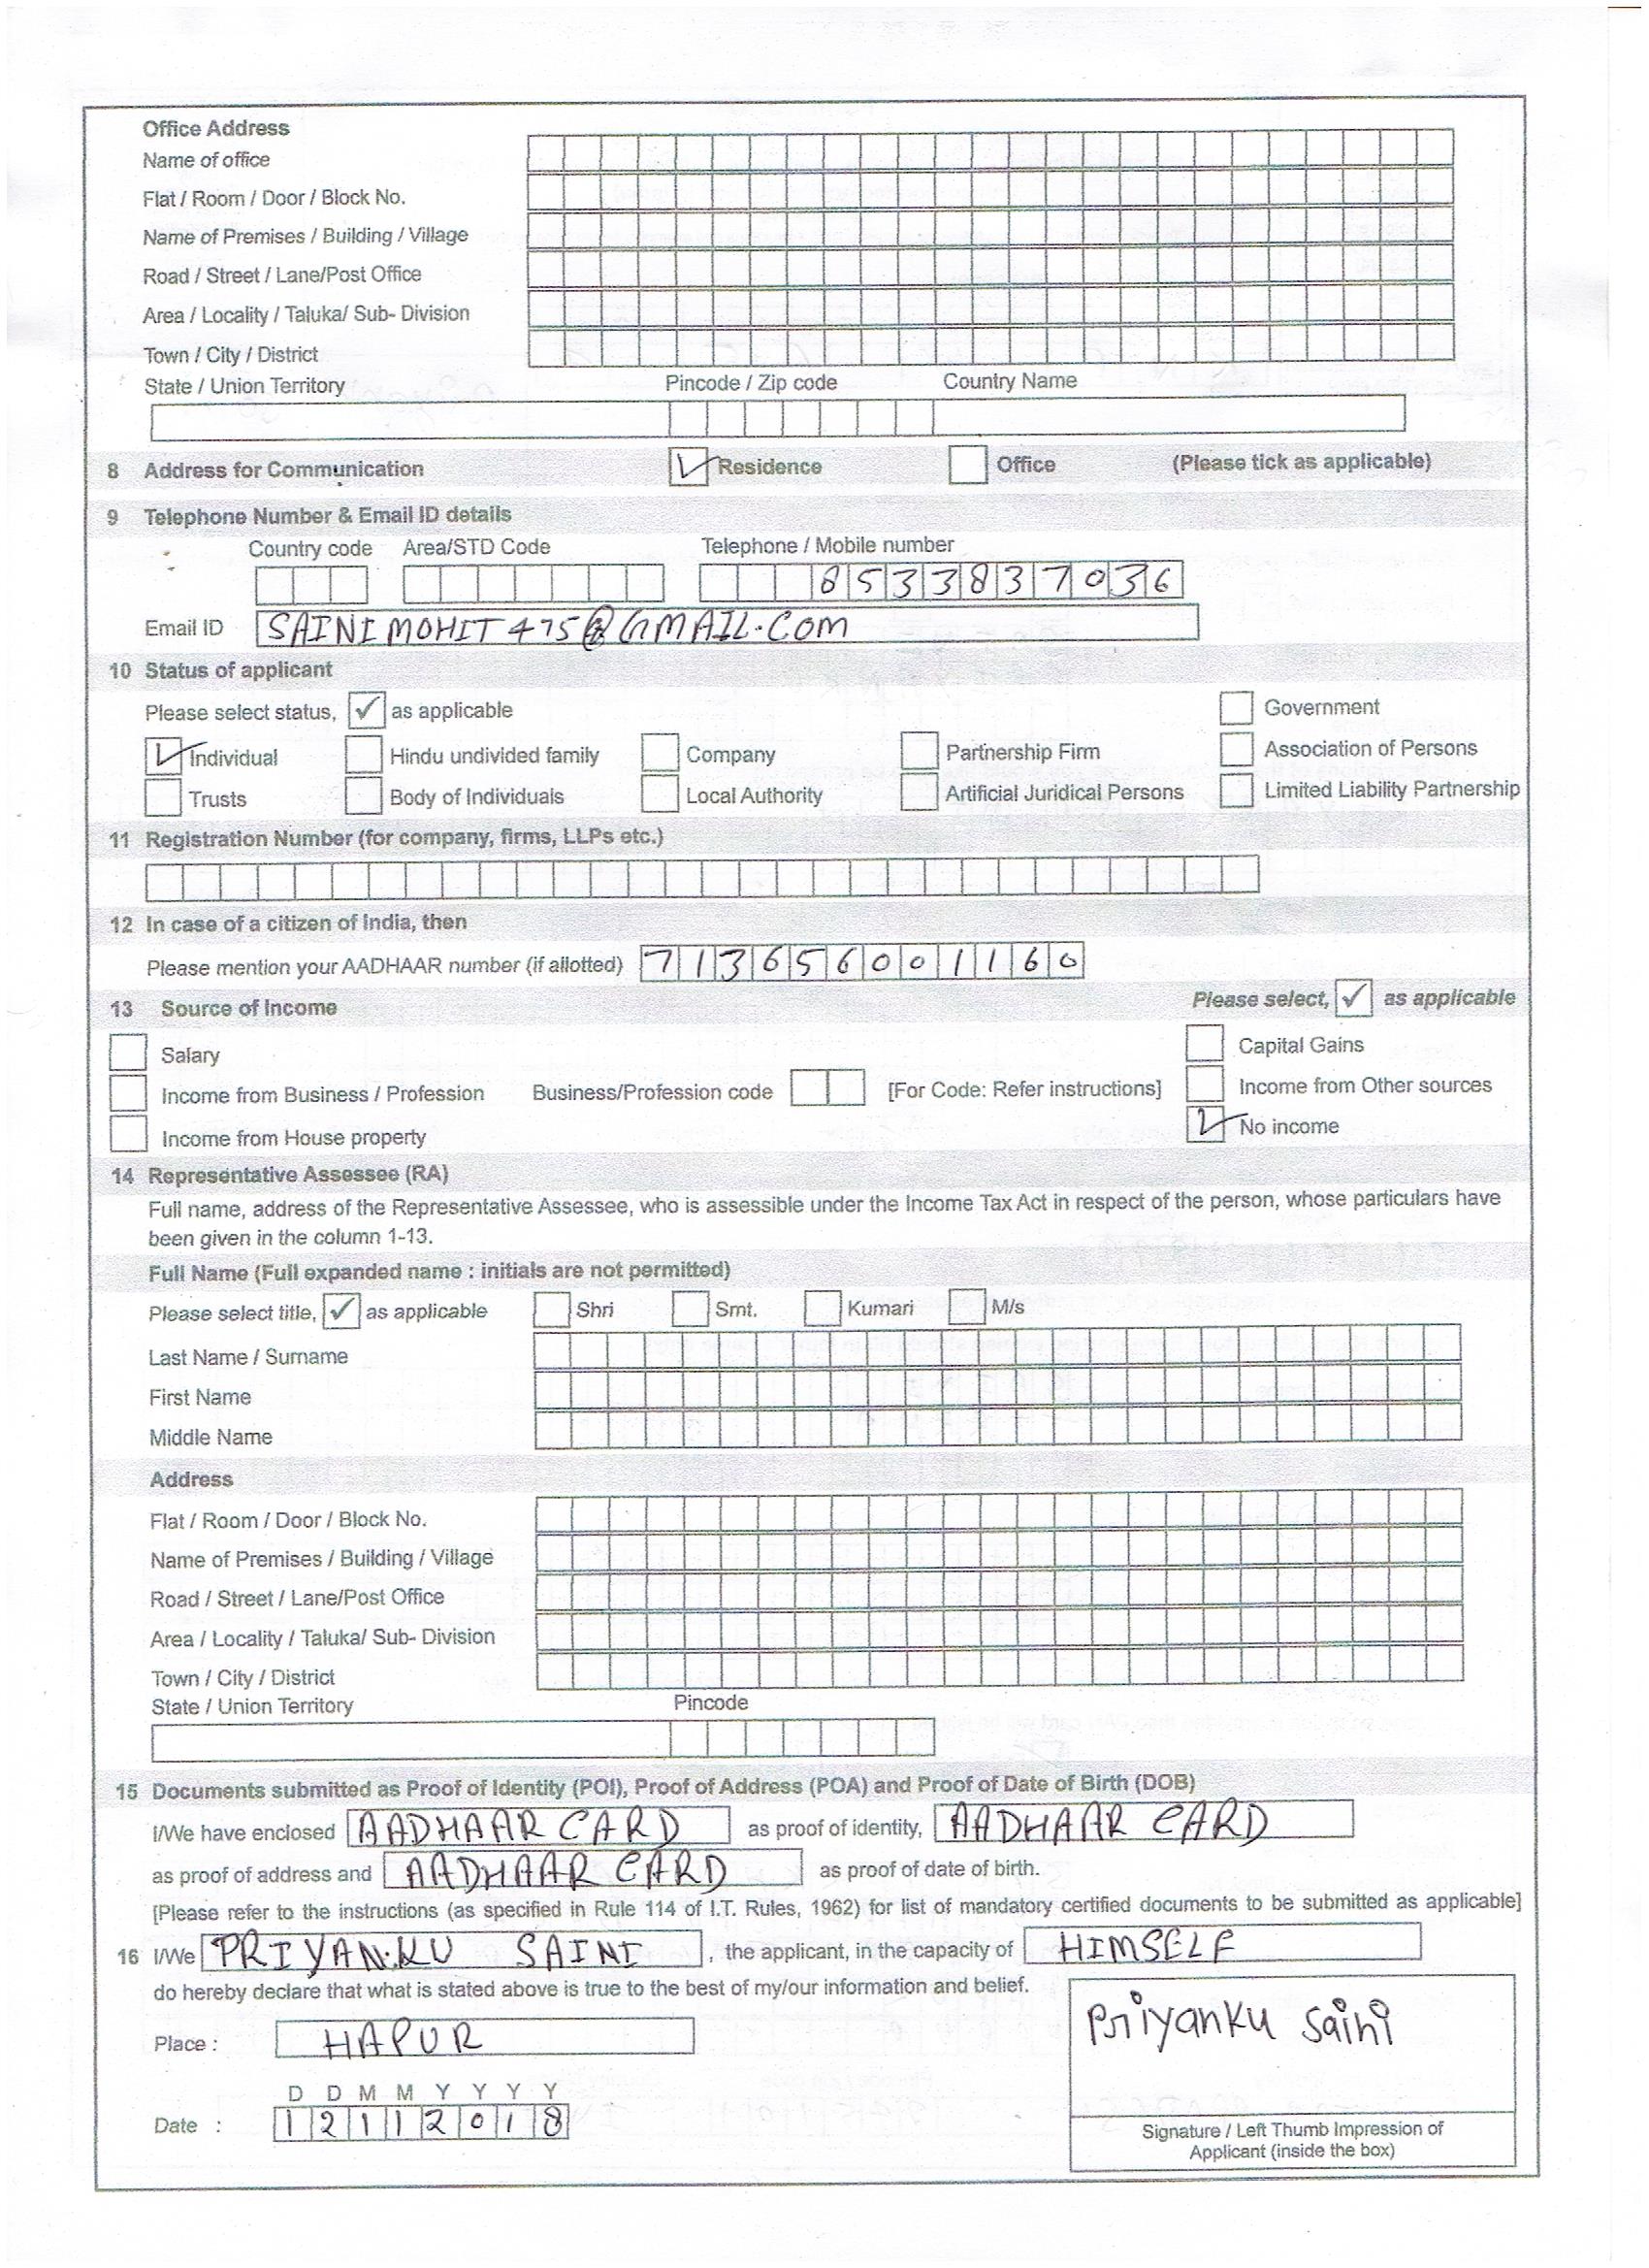 Office Address
Name of office
Flat / Room / Door / Block No.
Name of Premises / Building / Village
Road / Street / Lane/Post Office
Area / Locality / Taluka/ Sub- Division
Town / City / District
State / Union Territory Pincode / Zip code Country Name
8 Address for Communication Residence Office (Please tick as applicable)
9 Telephone Number & Email ID details
Country code Area/STD Code Telephone / Mobile number
8533837036
Email ID SAINIMOHIT475@GMAIL.COM
10 Status of applicant
Please select status, ✓ as applicable Government
Individual Hindu undivided family Company Partnership Firm Association of Persons
Trusts Body of Individuals Local Authority Artificial Juridical Persons Limited Liability Partnership
11 Registration Number (for company, firms, LLPs etc.)
12 In case of a citizen of India, then
Please mention your AADHAAR number (if allotted) 713656001160
13 Source of Income Please select, ✓ as applicable
Salary Capital Gains
Income from Business / Profession Business/Profession code [For Code: Refer instructions] Income from Other sources
Income from House property No income
14 Representative Assessee (RA)
Full name, address of the Representative Assessee, who is assessible under the Income Tax Act in respect of the person, whose particulars have
been given in the column 1-13.
Full Name (Full expanded name : initials are not permitted)
Please select title, ✓ as applicable Shri Smt. Kumari M/s
Last Name / Surname
First Name
Middle Name
Address
Flat / Room / Door / Block No.
Name of Premises / Building / Village
Road / Street / Lane/Post Office
Area / Locality / Taluka/ Sub- Division
Town / City / District
State / Union Territory Pincode
15 Documents submitted as Proof of Identity (POI), Proof of Address (POA) and Proof of Date of Birth (DOB)
I/We have enclosed AADHAAR CARD as proof of identity, AADHAAR CARD
as proof of address and AADHAAR CARD as proof of date of birth.
[Please refer to the instructions (as specified in Rule 114 of I.T. Rules, 1962) for list of mandatory certified documents to be submitted as applicable]
16 I/We PRIYANKU SAINI , the applicant, in the capacity of HIMSELF
do hereby declare that what is stated above is true to the best of my/our information and belief.
Priyanku Saini
Place : HAPUR
D D M M Y Y Y Y
Date : 12112018
Signature / Left Thumb Impression of
Applicant (inside the box)